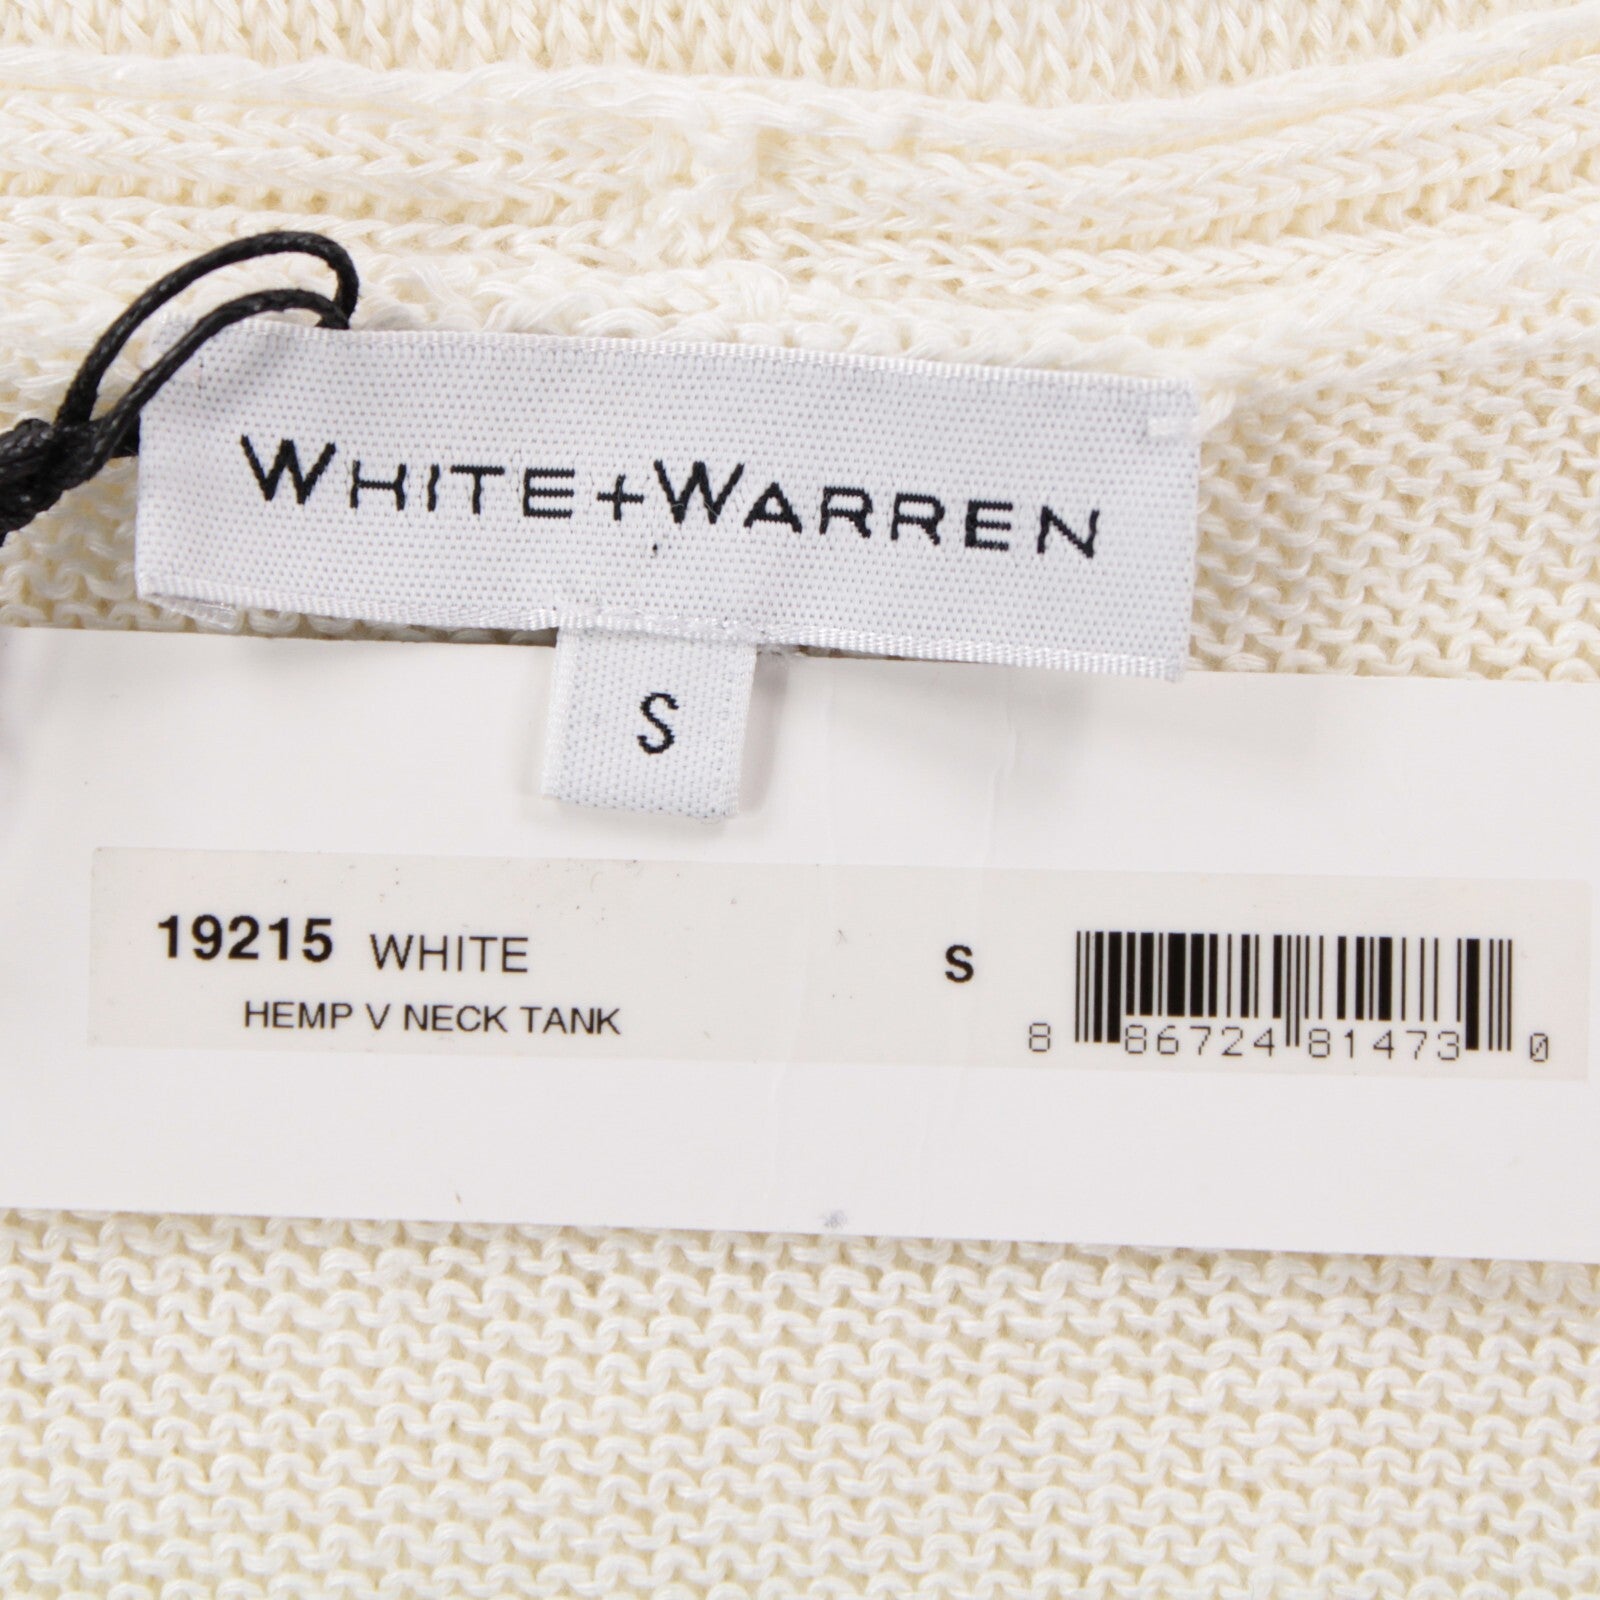 WHITE+WARREN
S
19215 WHITE S
HEMP V NECK TANK
8 86724 81473 0